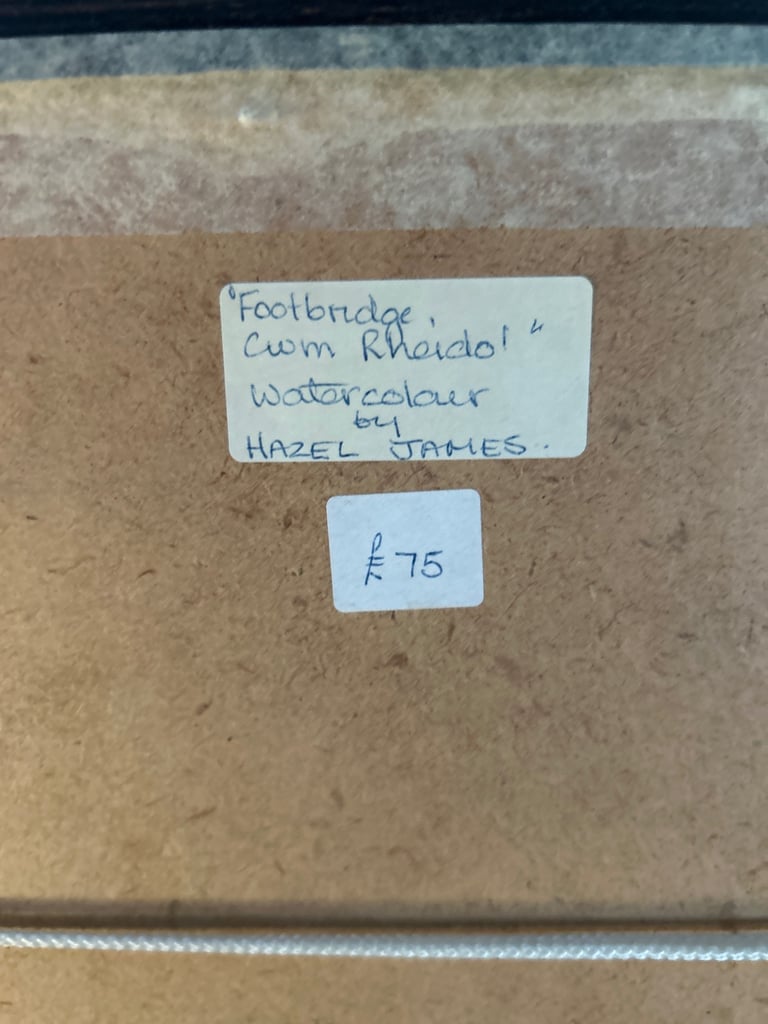 "Footbridge,
Cwm Rheidol"
Watercolour
by
HAZEL JAMES.
£75